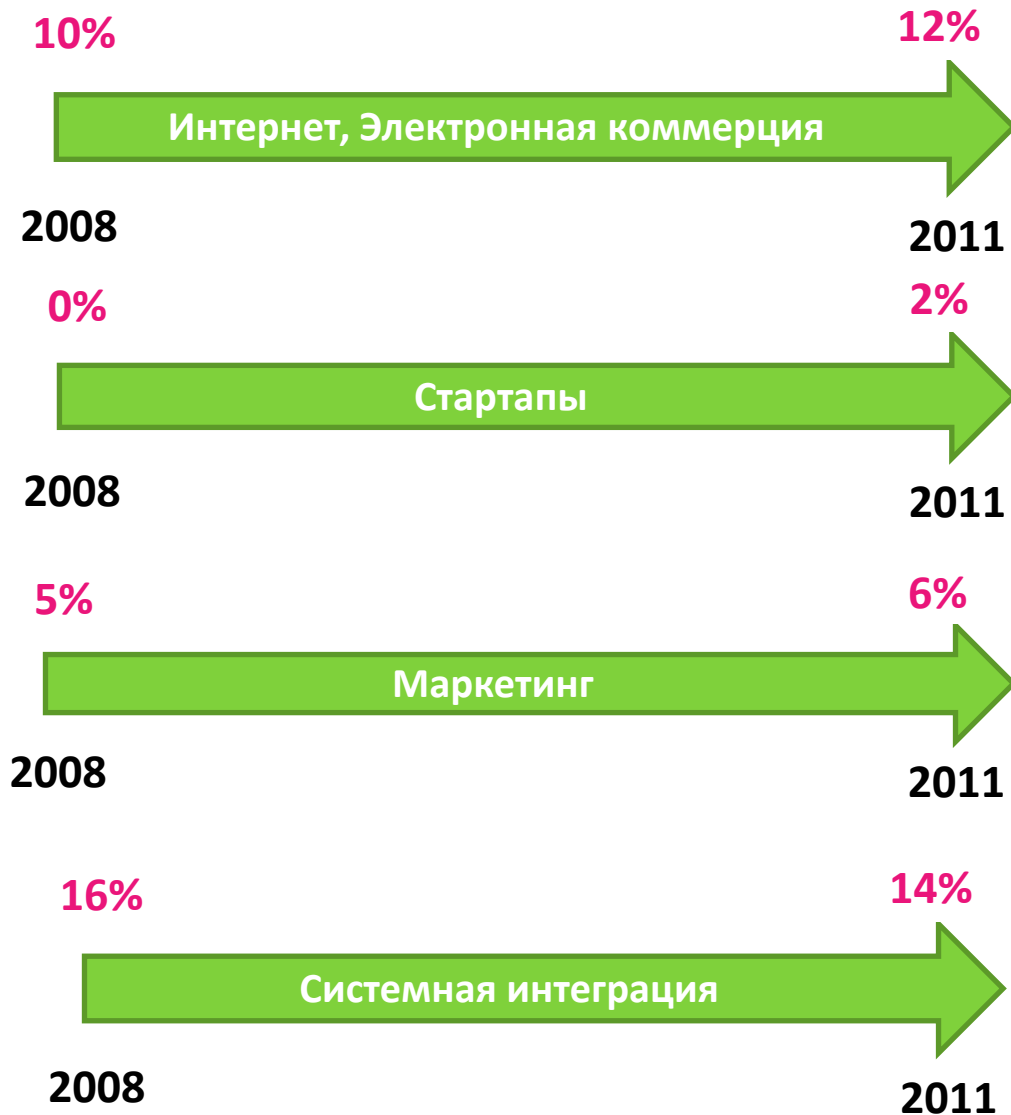 10% 12%
Интернет, Электронная коммерция
2008 2011
0% 2%
Стартапы
2008 2011
5% 6%
Маркетинг
2008 2011
16% 14%
Системная интеграция
2008 2011